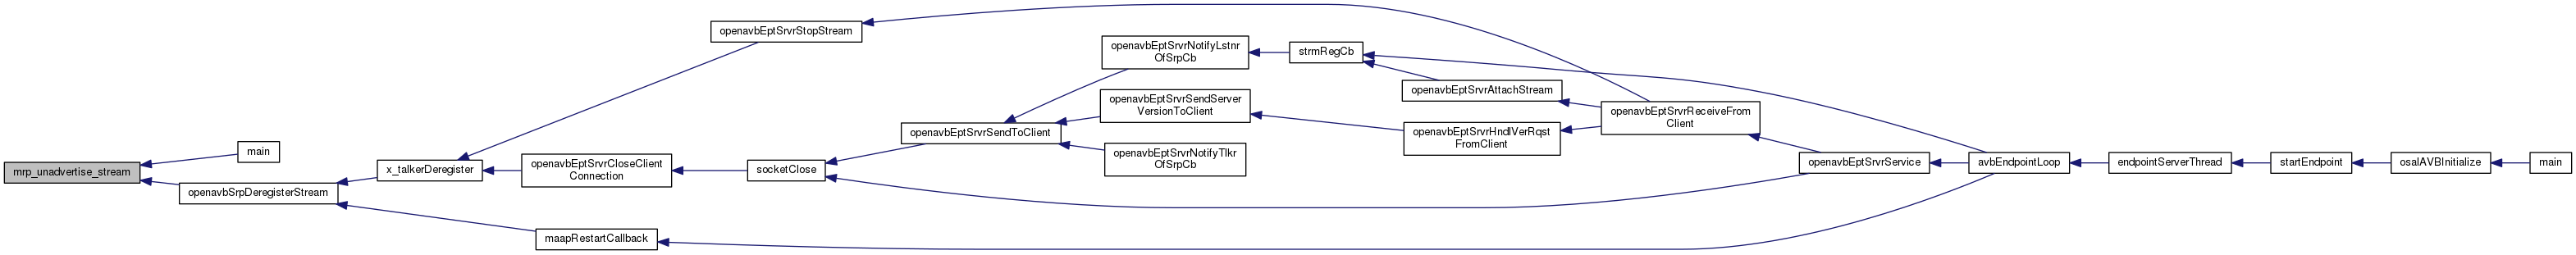 mrp_unadvertise_stream
main
openavbSrpDeregisterStream
x_talkerDeregister
openavbEptSrvrStopStream
openavbEptSrvrCloseClient
Connection
maapRestartCallback
socketClose
openavbEptSrvrSendToClient
openavbEptSrvrNotifyLstnr
OfSrpCb
openavbEptSrvrSendServer
VersionToClient
openavbEptSrvrNotifyTlkr
OfSrpCb
strmRegCb
openavbEptSrvrAttachStream
openavbEptSrvrHndlVerRqst
FromClient
openavbEptSrvrReceiveFrom
Client
openavbEptSrvrService
avbEndpointLoop
endpointServerThread
startEndpoint
osalAVBInitialize
main